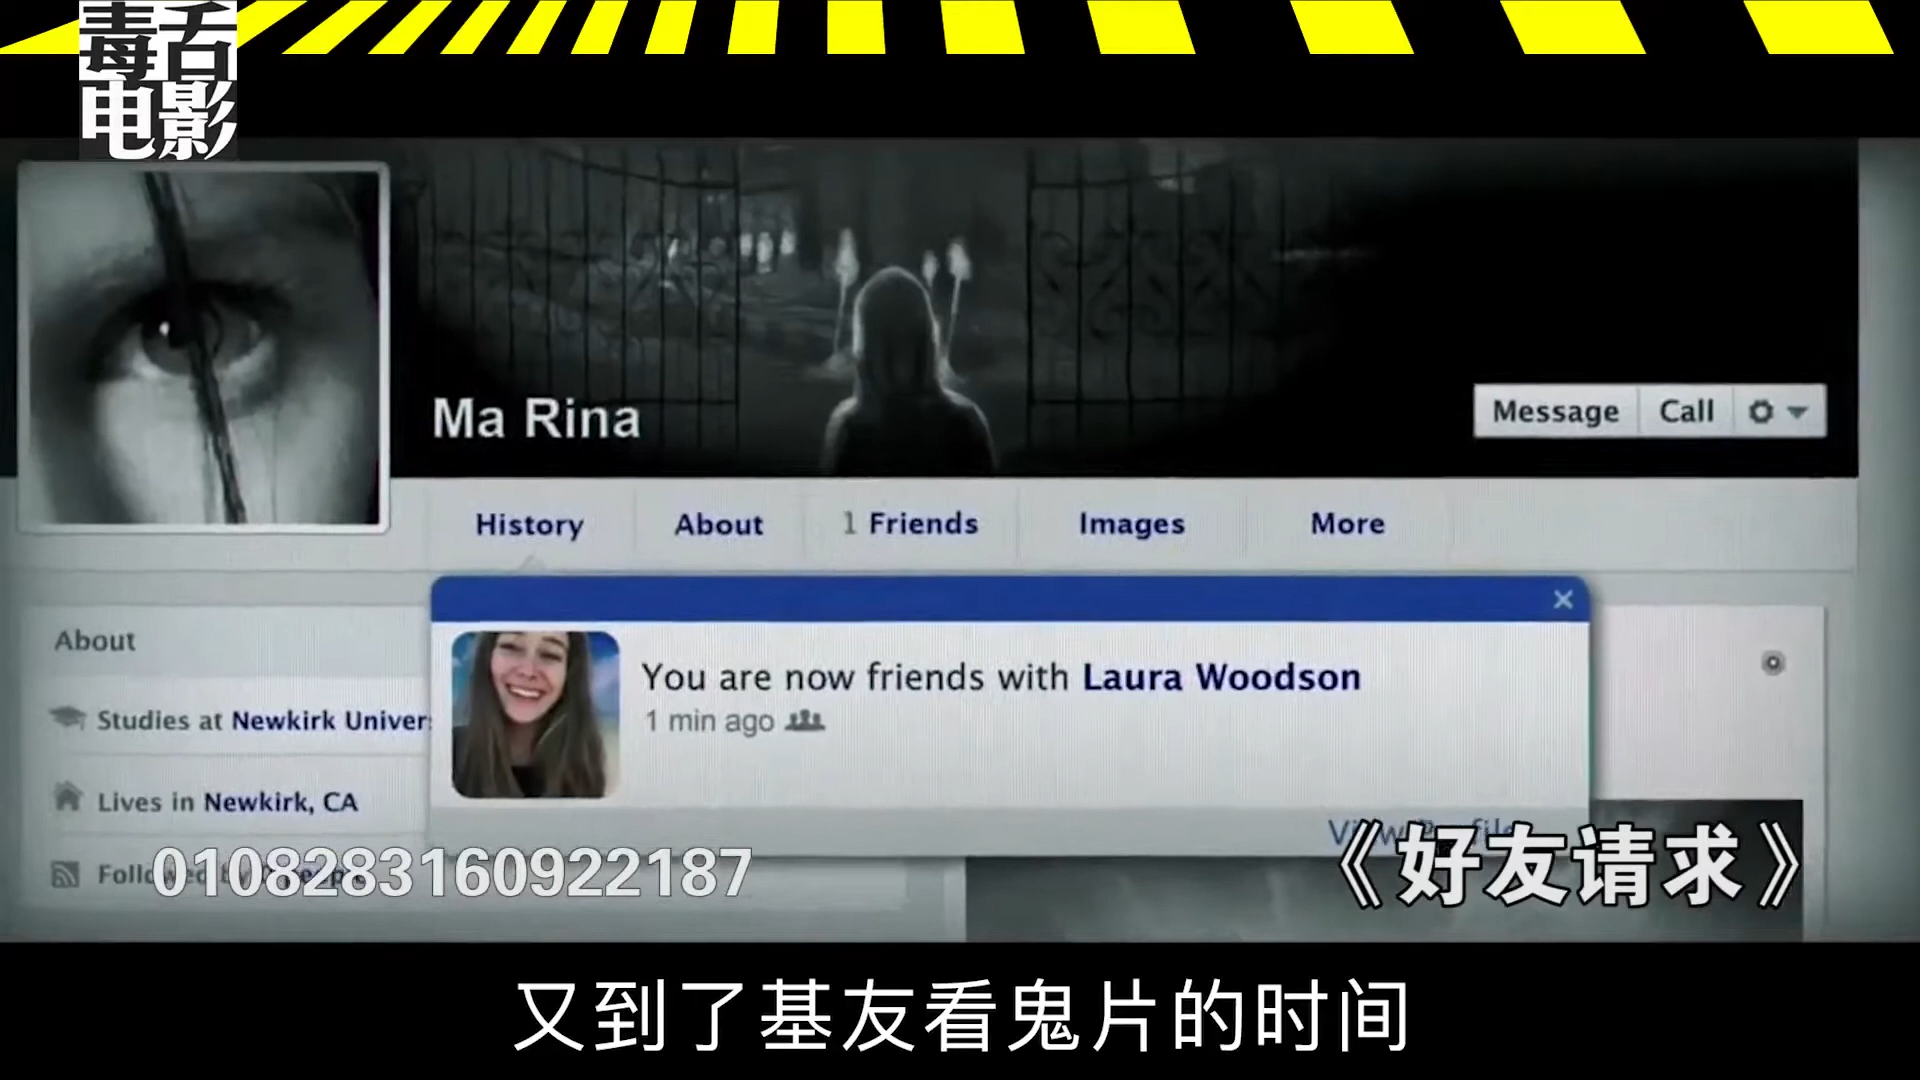 毒舌
电影
Ma Rina
Message
Call
History
About
1 Friends
Images
More
About
Studies at Newkirk Univer
Lives in Newkirk, CA
You are now friends with Laura Woodson
1 min ago
0108283160922187
《好友请求》
又到了基友看鬼片的时间